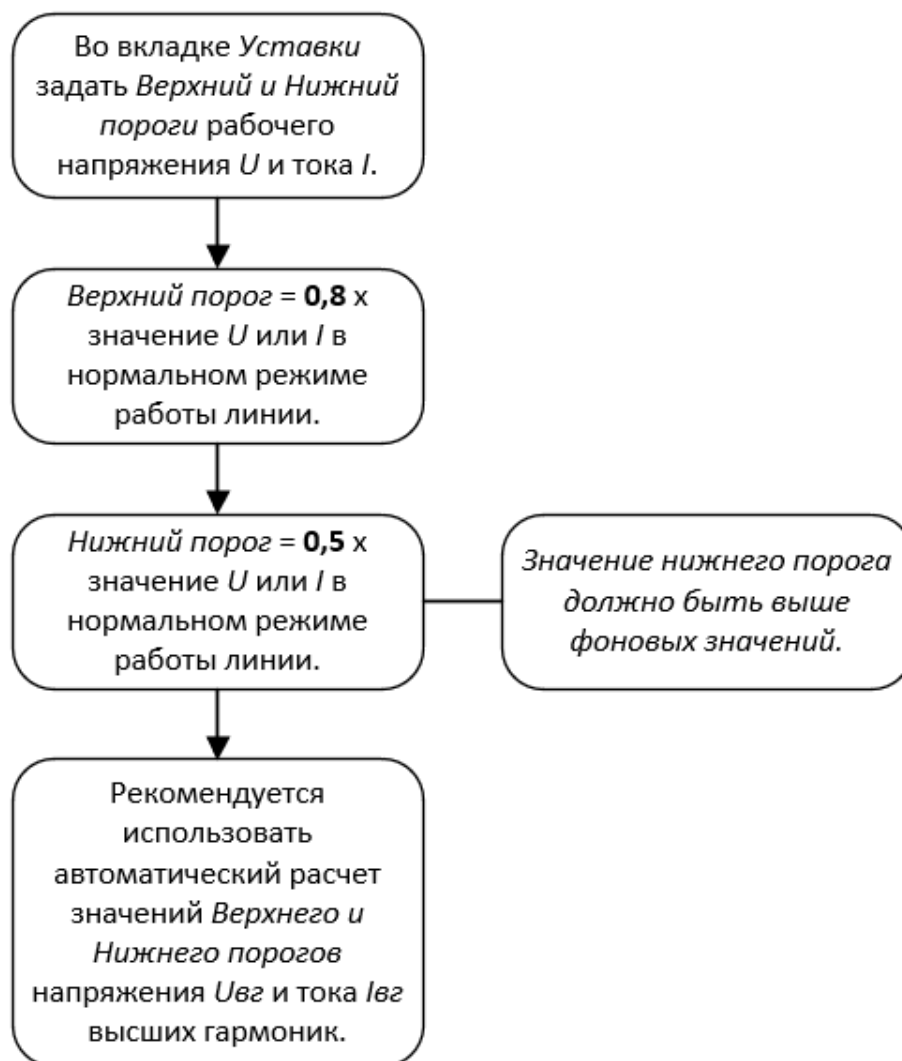 Во вкладке Уставки
задать Верхний и Нижний
пороги рабочего
напряжения U и тока I.
Верхний порог = 0,8 x
значение U или I в
нормальном режиме
работы линии.
Нижний порог = 0,5 x
значение U или I в
нормальном режиме
работы линии.
Значение нижнего порога
должно быть выше
фоновых значений.
Рекомендуется
использовать
автоматический расчет
значений Верхнего и
Нижнего порогов
напряжения Uвг и тока Iвг
высших гармоник.